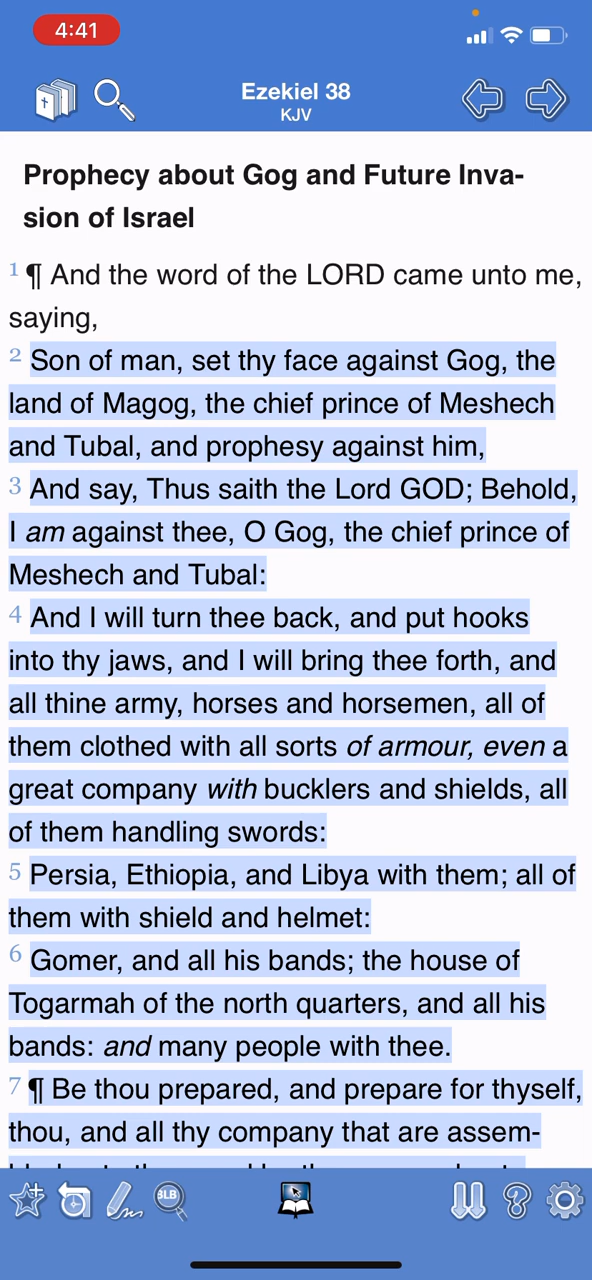 4:41
Ezekiel 38
KJV
Prophecy about Gog and Future Inva-
sion of Israel
1 ¶ And the word of the LORD came unto me,
saying,
2 Son of man, set thy face against Gog, the
land of Magog, the chief prince of Meshech
and Tubal, and prophesy against him,
3 And say, Thus saith the Lord GOD; Behold,
I am against thee, O Gog, the chief prince of
Meshech and Tubal:
4 And I will turn thee back, and put hooks
into thy jaws, and I will bring thee forth, and
all thine army, horses and horsemen, all of
them clothed with all sorts of armour, even a
great company with bucklers and shields, all
of them handling swords:
5 Persia, Ethiopia, and Libya with them; all of
them with shield and helmet:
6 Gomer, and all his bands; the house of
Togarmah of the north quarters, and all his
bands: and many people with thee.
7 ¶ Be thou prepared, and prepare for thyself,
thou, and all thy company that are assem-
BLB